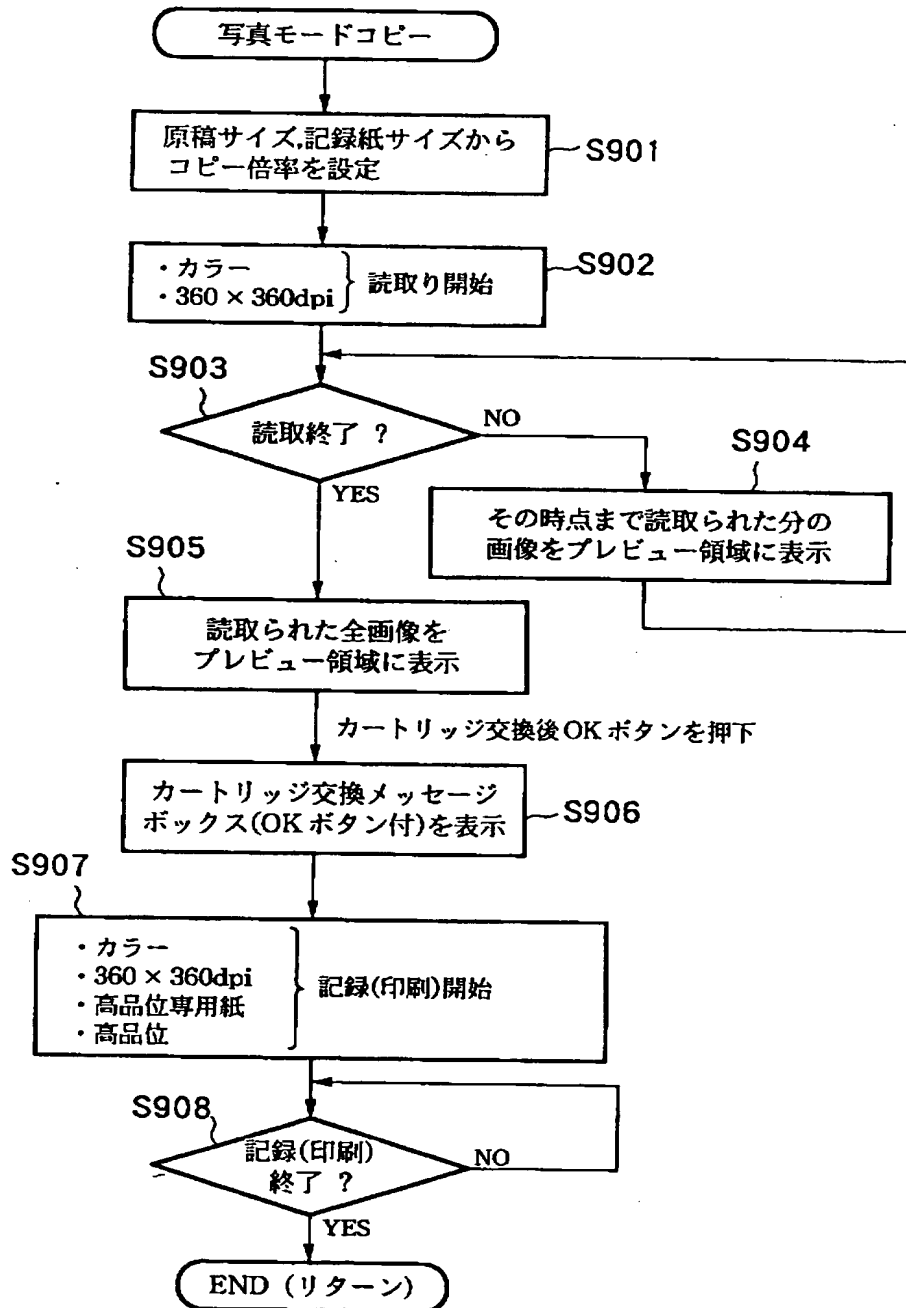 写真モードコピー
原稿サイズ,記録紙サイズから
コピー倍率を設定
S901
・カラー
・360×360dpi
読取り開始
S902
S903
読取終了 ?
NO
YES
S904
その時点まで読取られた分の
画像をプレビュー領域に表示
S905
読取られた全画像を
プレビュー領域に表示
カートリッジ交換後OKボタンを押下
カートリッジ交換メッセージ
ボックス(OKボタン付)を表示
S906
S907
・カラー
・360×360dpi
・高品位専用紙
・高品位
記録(印刷)開始
S908
記録(印刷)
終了 ?
NO
YES
END (リターン)